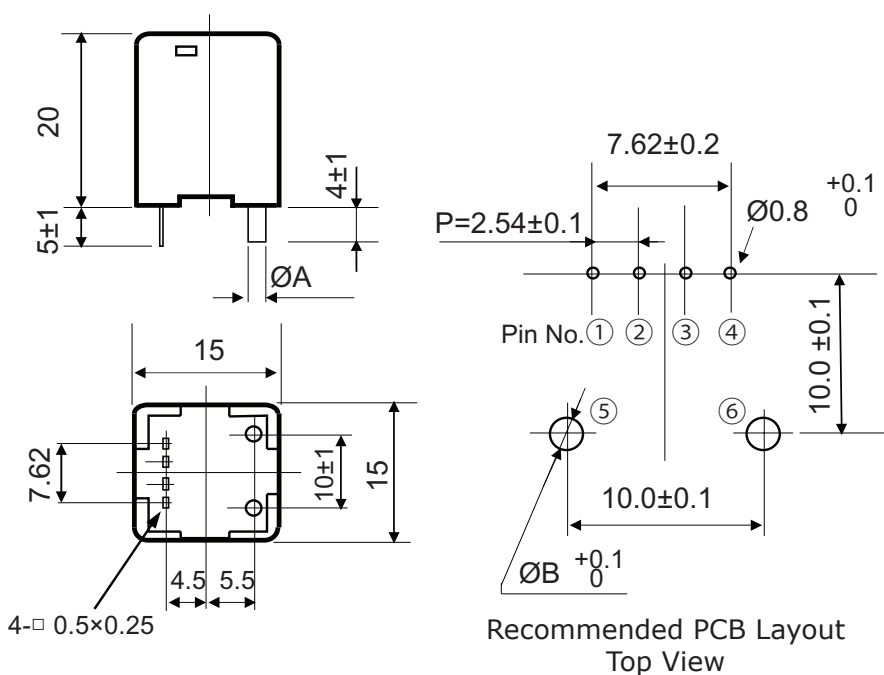 20
5±1
4±1
ØA
15
7.62
10±1
15
4.5
5.5
4-□ 0.5×0.25
7.62±0.2
P=2.54±0.1
Ø0.8 +0.1 0
Pin No. ① ② ③ ④
10.0 ±0.1
⑤ ⑥
10.0±0.1
ØB +0.1 0
Recommended PCB Layout
Top View